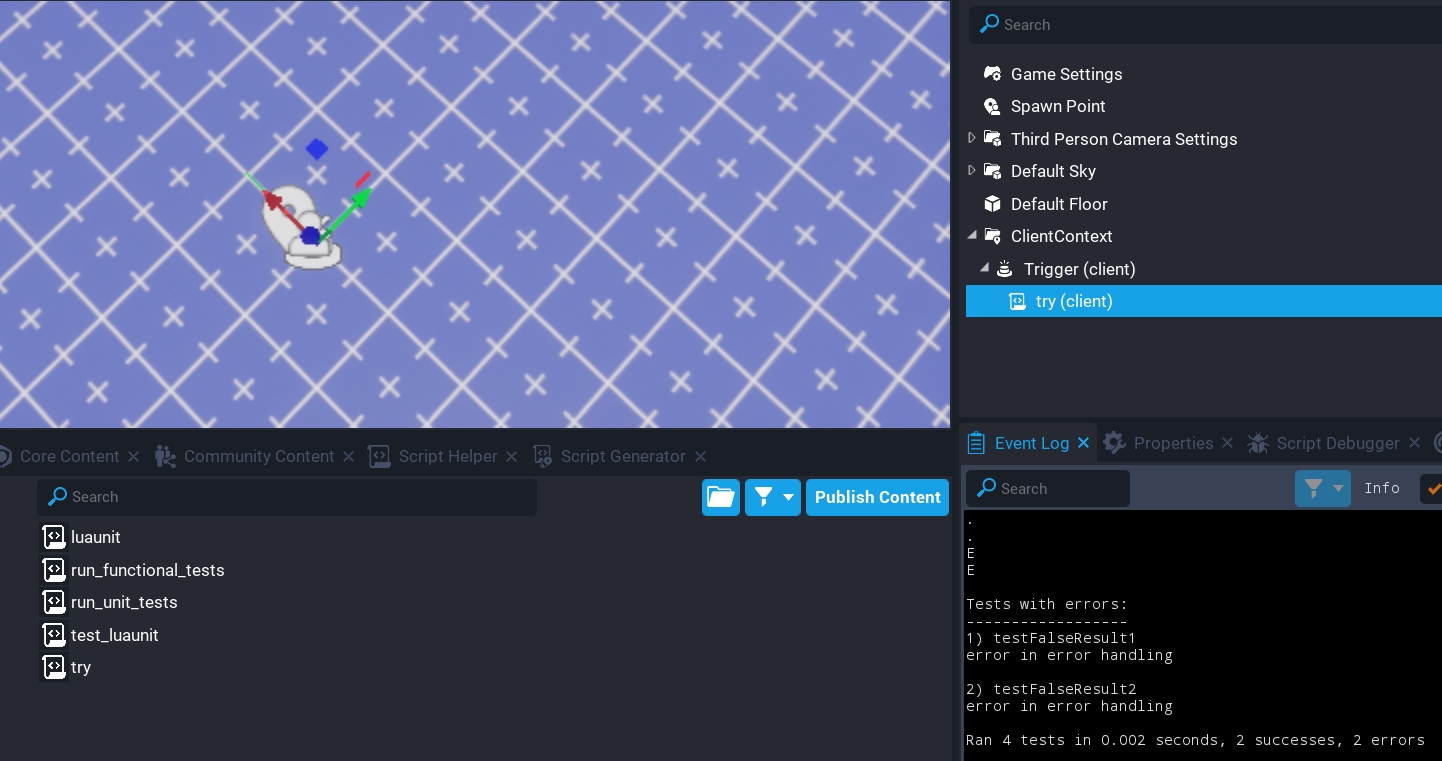 Search
Game Settings
Spawn Point
Third Person Camera Settings
Default Sky
Default Floor
ClientContext
Trigger (client)
try (client)
Core Content
Community Content
Script Helper
Script Generator
Search
Publish Content
luaunit
run_functional_tests
run_unit_tests
test_luaunit
try
Event Log
Properties
Script Debugger
Search
Info
.
.
E
E
Tests with errors:
------------------
1) testFalseResult1
error in error handling
2) testFalseResult2
error in error handling
Ran 4 tests in 0.002 seconds, 2 successes, 2 errors